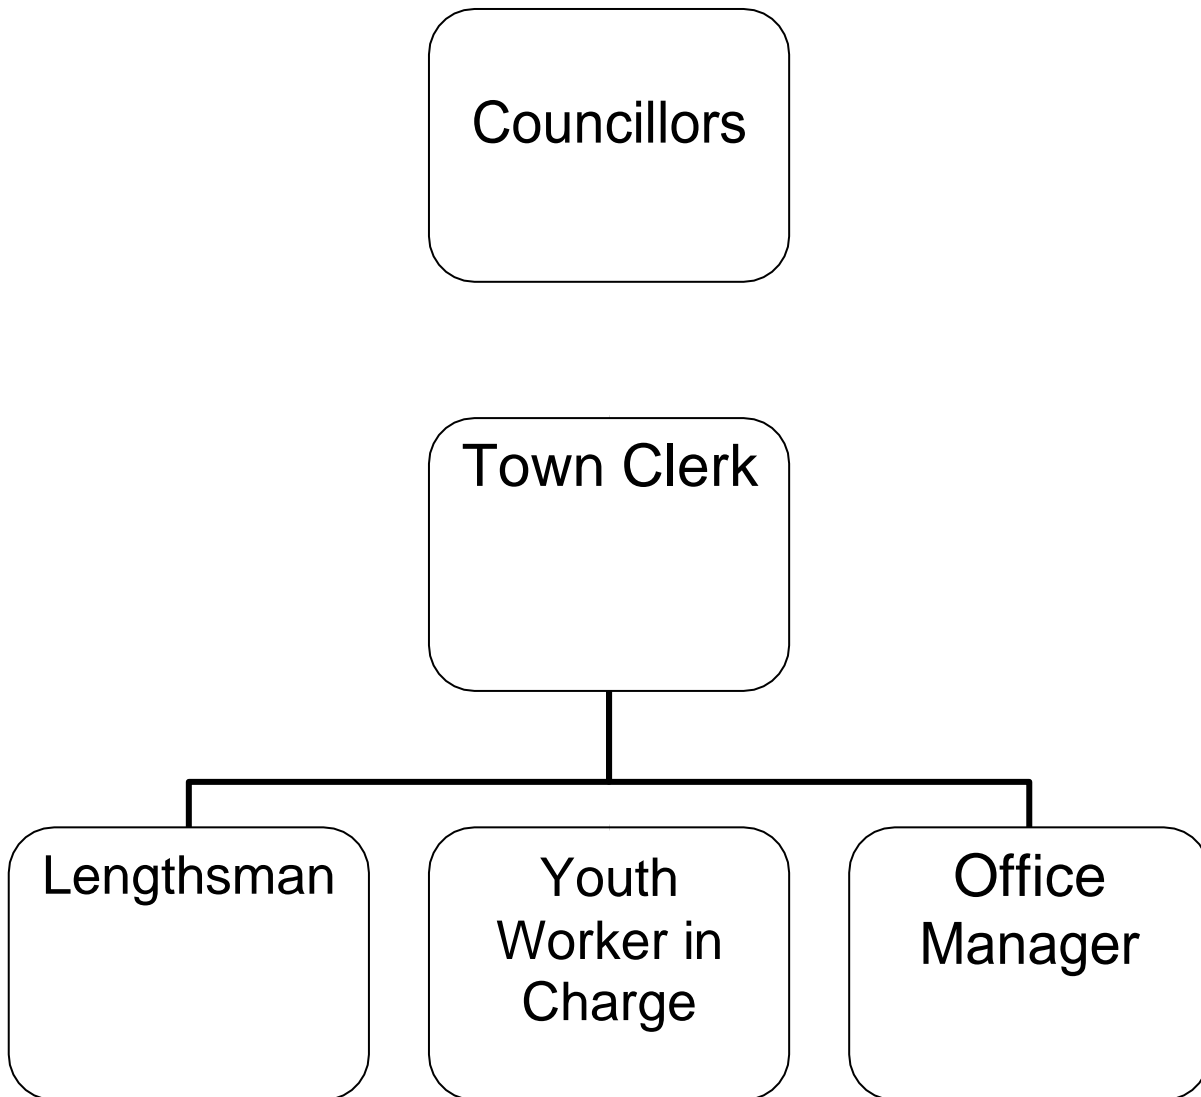 Councillors
Town Clerk
Lengthsman
Youth
Worker in
Charge
Office
Manager